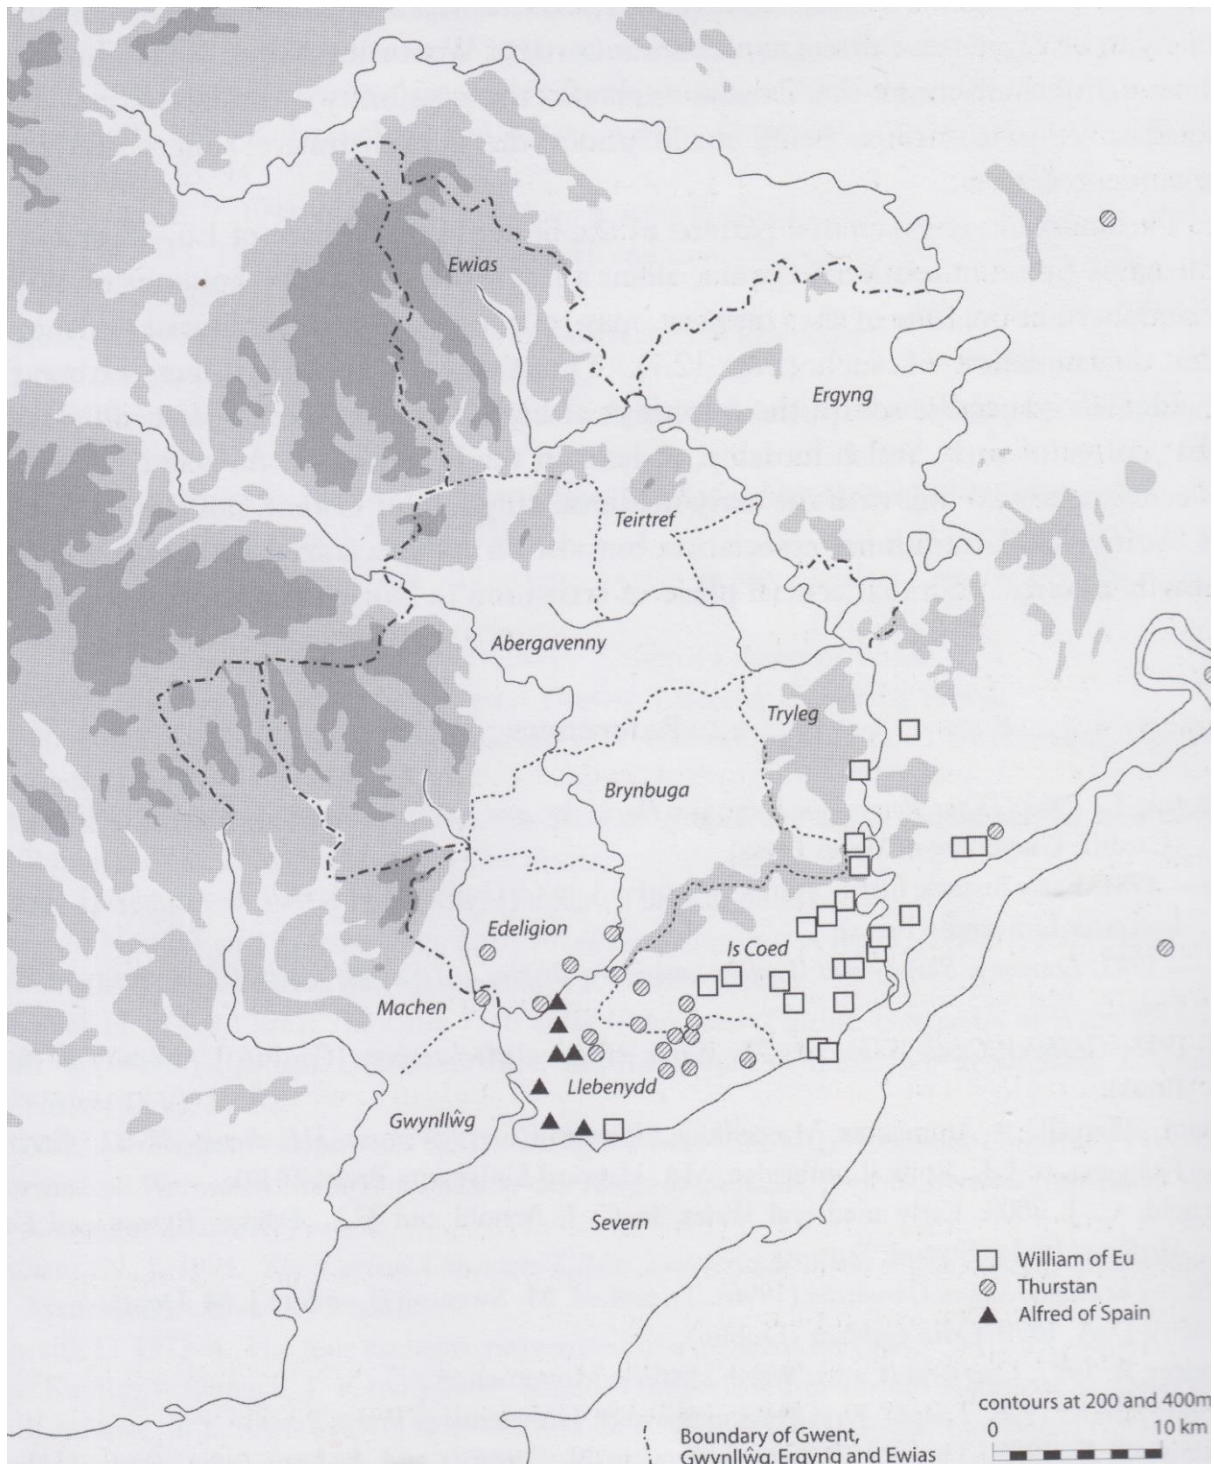 Ewias
Ergyng
Teirtref
Abergavenny
Tryleg
Brynbuga
Edeligion
Is Coed
Machen
Llebenydd
Gwynllŵg
Severn
William of Eu
Thurstan
Alfred of Spain
contours at 200 and 400m
0 10 km
Boundary of Gwent,
Gwynllŵg, Ergyng and Ewias